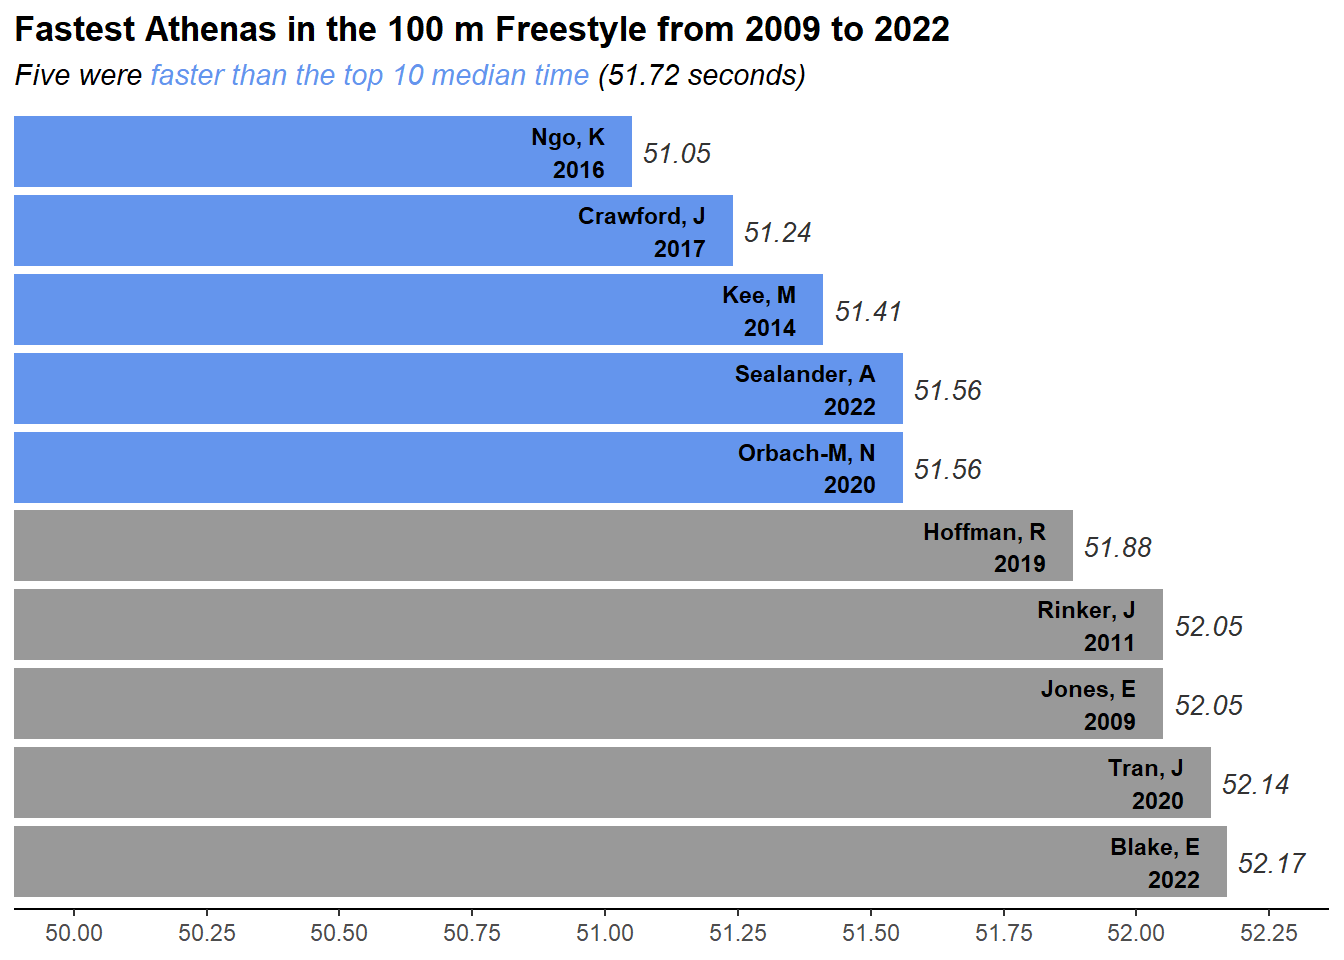 Fastest Athenas in the 100 m Freestyle from 2009 to 2022
Five were faster than the top 10 median time (51.72 seconds)
Ngo, K
2016
51.05
Crawford, J
2017
51.24
Kee, M
2014
51.41
Sealander, A
2022
51.56
Orbach-M, N
2020
51.56
Hoffman, R
2019
51.88
Rinker, J
2011
52.05
Jones, E
2009
52.05
Tran, J
2020
52.14
Blake, E
2022
52.17
50.00 50.25 50.50 50.75 51.00 51.25 51.50 51.75 52.00 52.25